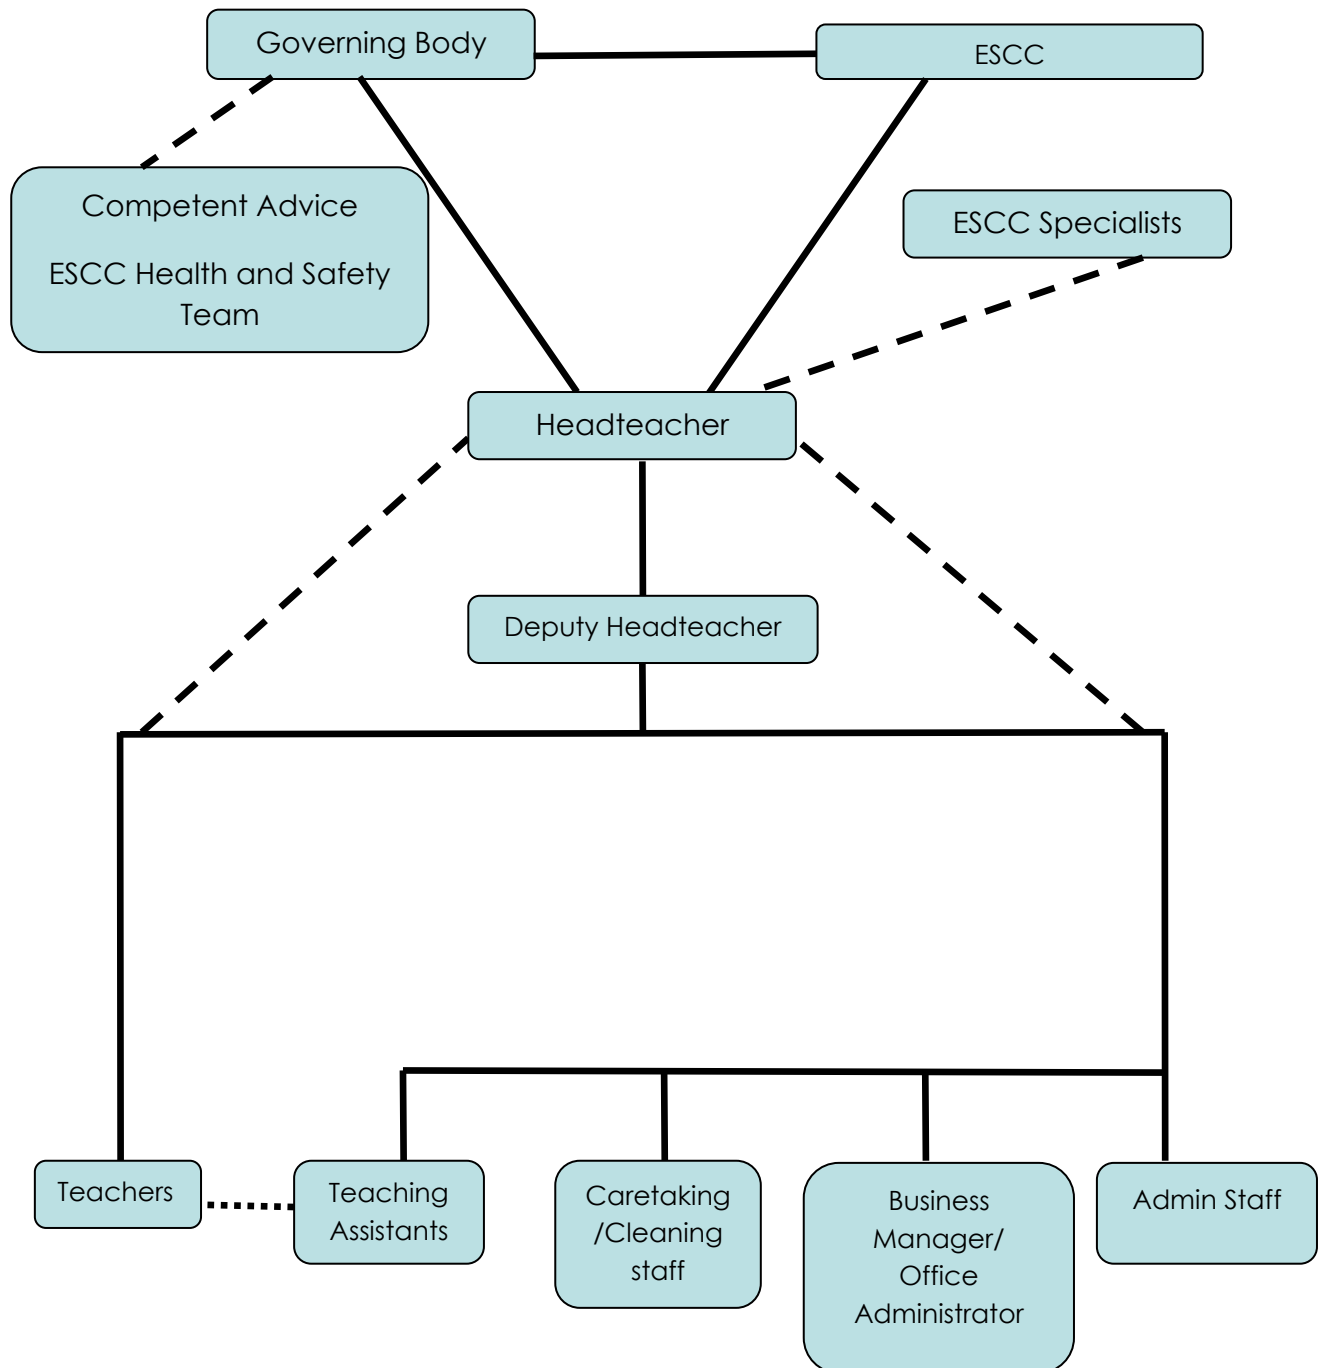 Governing Body
ESCC
Competent Advice
ESCC Health and Safety
Team
ESCC Specialists
Headteacher
Deputy Headteacher
Teachers
Teaching
Assistants
Caretaking
/Cleaning
staff
Business
Manager/
Office
Administrator
Admin Staff